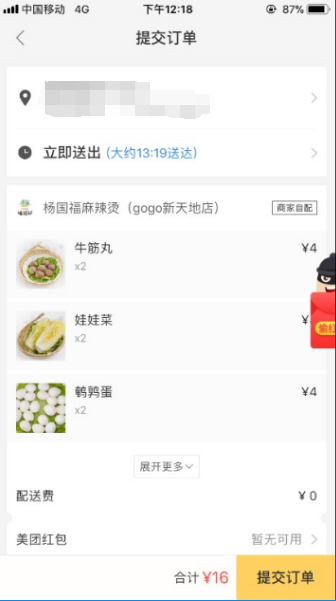 中国移动 4G 下午12:18 87%
提交订单
立即送出 (大约13:19送达)
杨国福麻辣烫（gogo新天地店） 商家自配
牛筋丸 ¥4
x2
娃娃菜 ¥
x2
鹌鹑蛋 ¥4
x2
展开更多
配送费 ¥ 0
美团红包 暂无可用
合计 ¥16 提交订单